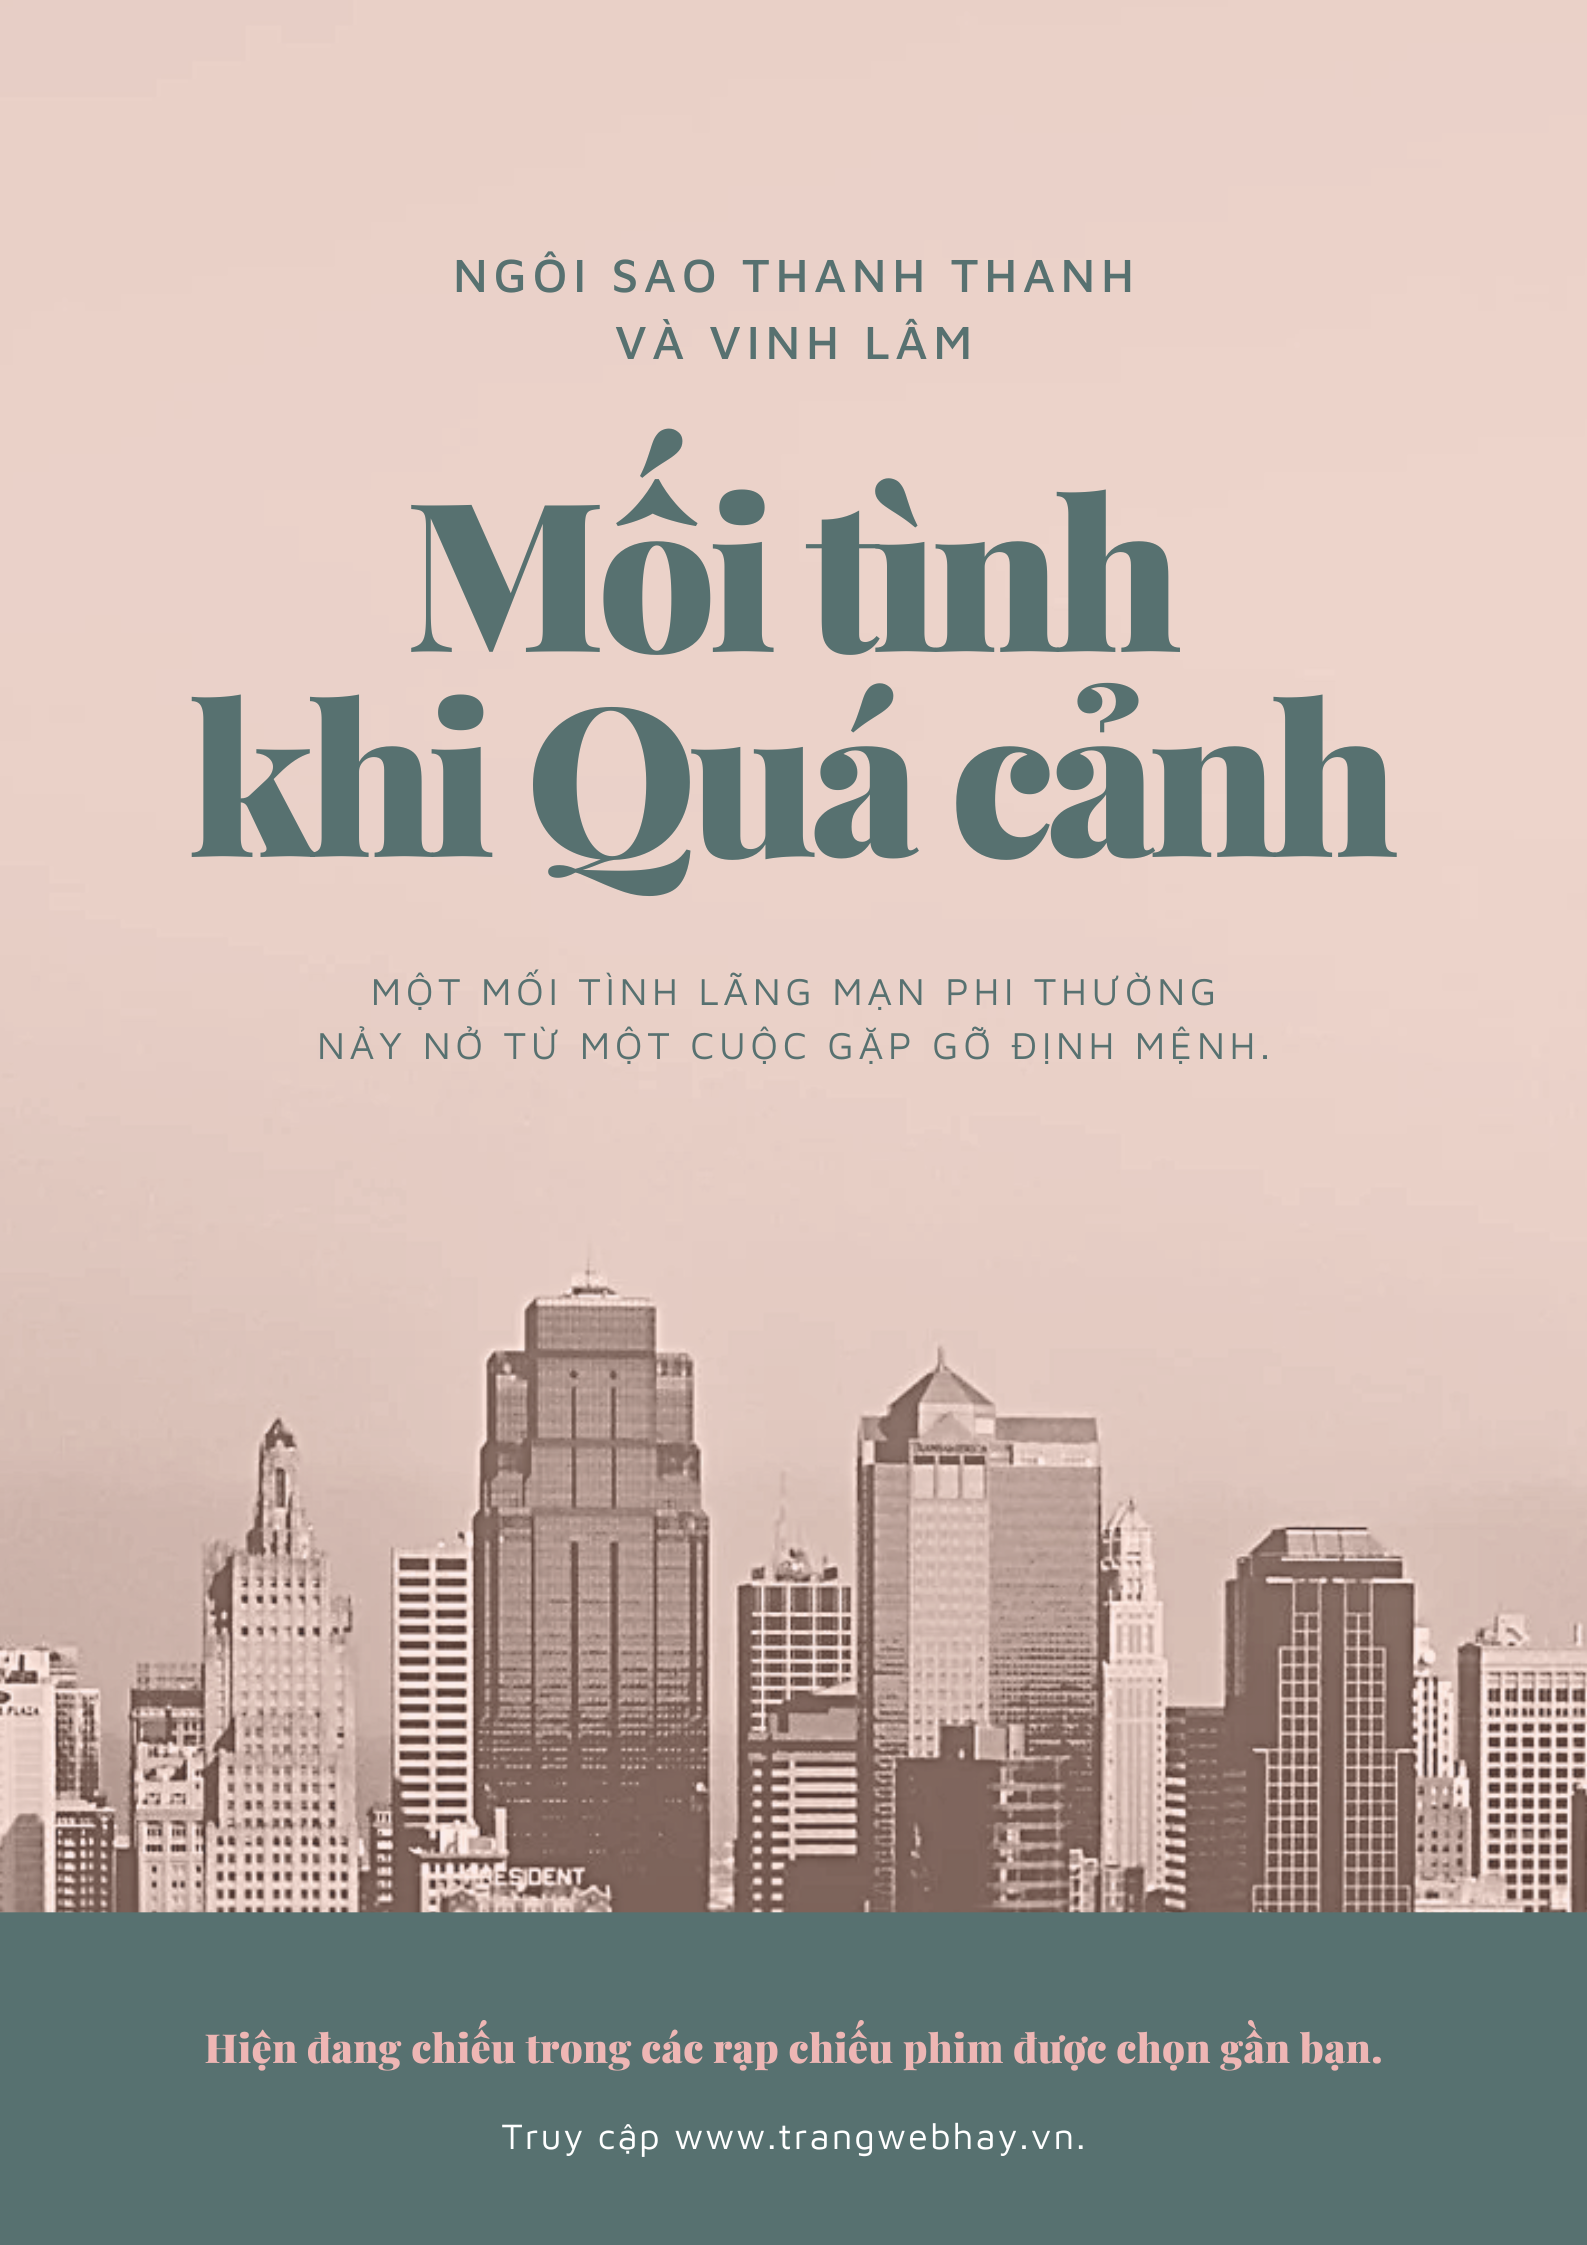 NGÔI SAO THANH THANH
VÀ VINH LÂM
Mối tình
khi Quá cảnh
MỘT MỐI TÌNH LÃNG MẠN PHI THƯỜNG
NẢY NỞ TỪ MỘT CUỘC GẶP GỠ ĐỊNH MỆNH.
PLAZA
Hiện đang chiếu trong các rạp chiếu phim được chọn gần bạn.
Truy cập www.trangwebhay.vn.